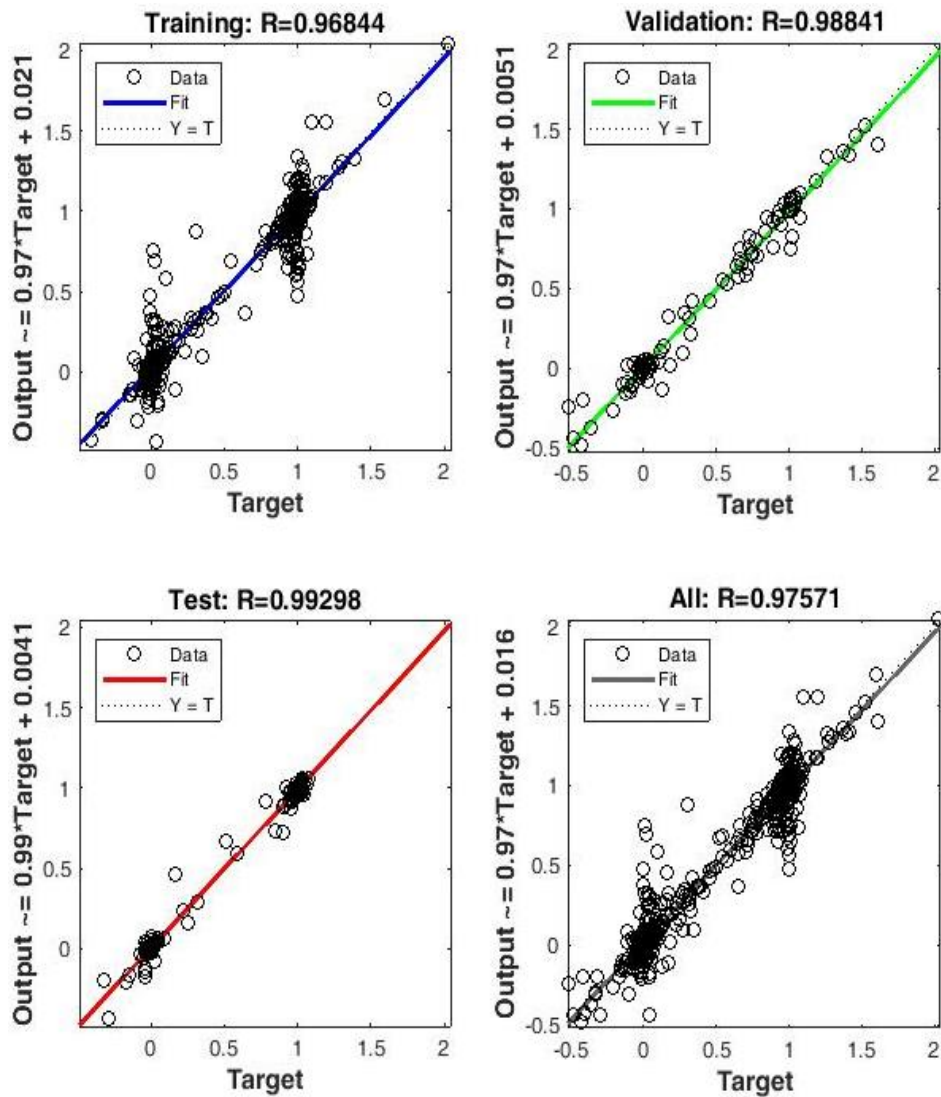 Training: R=0.96844
Output ~= 0.97*Target + 0.021
Data
Fit
Y = T
2
1.5
1
0.5
0
0
0.5
1
1.5
2
Target
Validation: R=0.98841
Output ~= 0.97*Target + 0.0051
Data
Fit
Y = T
2
1.5
1
0.5
0
-0.5
-0.5
0
0.5
1
1.5
2
Target
Test: R=0.99298
Output ~= 0.99*Target + 0.0041
Data
Fit
Y = T
2
1.5
1
0.5
0
0
0.5
1
1.5
2
Target
All: R=0.97571
Output ~= 0.97*Target + 0.016
Data
Fit
Y = T
2
1.5
1
0.5
0
-0.5
-0.5
0
0.5
1
1.5
2
Target